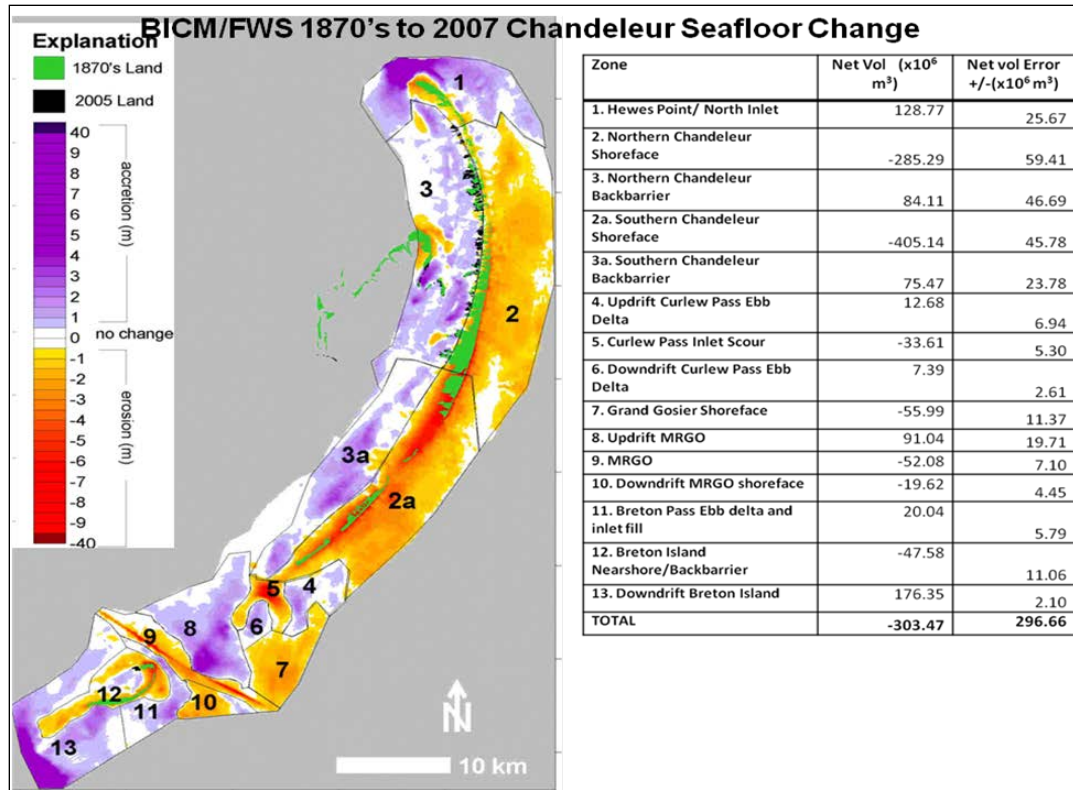 BICM/FWS 1870's to 2007 Chandeleur Seafloor Change
Explanation
1870's Land
2005 Land
40
9
8
7
6
5
4
3
2
1
0
no change
-1
-2
-3
-4
-5
-6
-7
-8
-9
-40
accretion (m)
erosion (m)
1
3
2
3a
2a
5
4
6
8
9
7
12
11
10
13
N
10 km
Zone Net Vol (x10⁶ m³) Net vol Error +/-(x10⁶ m³)
1. Hewes Point/ North Inlet 128.77 25.67
2. Northern Chandeleur
Shoreface -285.29 59.41
3. Northern Chandeleur
Backbarrier 84.11 46.69
2a. Southern Chandeleur
Shoreface -405.14 45.78
3a. Southern Chandeleur
Backbarrier 75.47 23.78
4. Updrift Curlew Pass Ebb
Delta 12.68 6.94
5. Curlew Pass Inlet Scour -33.61 5.30
6. Downdrift Curlew Pass Ebb
Delta 7.39 2.61
7. Grand Gosier Shoreface -55.99 11.37
8. Updrift MRGO 91.04 19.71
9. MRGO -52.08 7.10
10. Downdrift MRGO shoreface -19.62 4.45
11. Breton Pass Ebb delta and
inlet fill 20.04 5.79
12. Breton Island
Nearshore/Backbarrier -47.58 11.06
13. Downdrift Breton Island 176.35 2.10
TOTAL -303.47 296.66